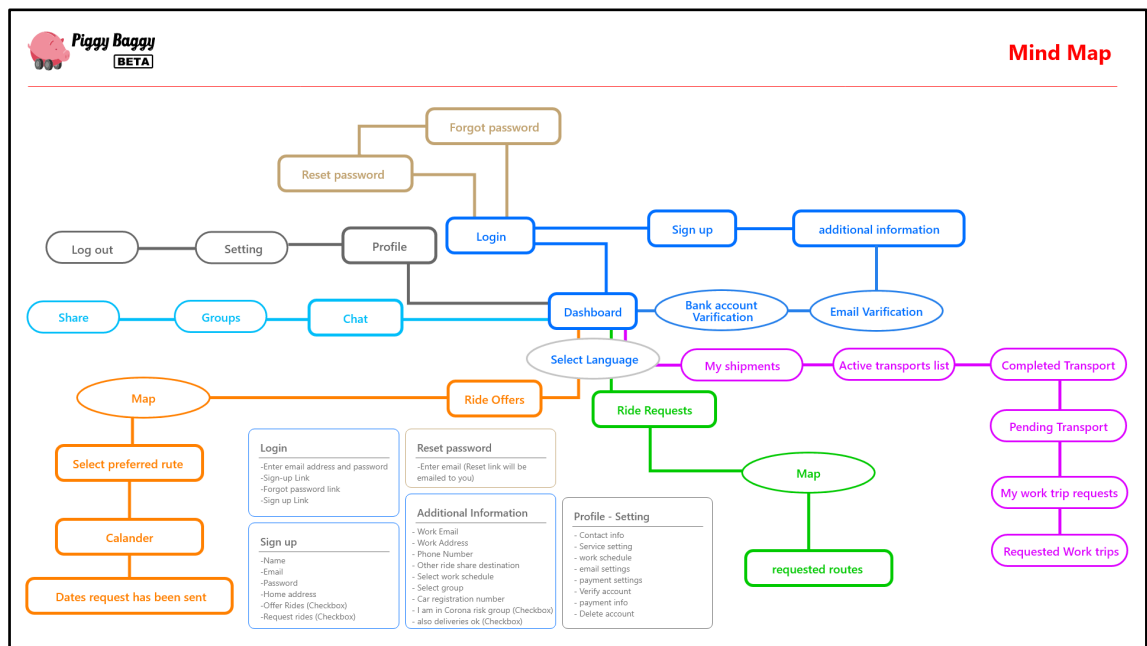 Piggy Baggy
BETA
Mind Map
Forgot password
Reset password
Login
Sign up
additional information
Log out
Setting
Profile
Share
Groups
Chat
Dashboard
Bank account
Varification
Email Varification
Select Language
My shipments
Active transports list
Completed Transport
Map
Ride Offers
Ride Requests
Pending Transport
Select preferred rute
Map
My work trip requests
Calander
Requested Work trips
Dates request has been sent
requested routes
Login
-Enter email address and password
-Sign-up Link
-Forgot password link
-Sign up Link
Reset password
-Enter email (Reset link will be
emailed to you)
Sign up
-Name
-Email
-Password
-Home address
-Offer Rides (Checkbox)
-Request rides (Checkbox)
Additional Information
- Work Email
- Work Address
- Phone Number
- Other ride share destination
- Select work schedule
- Select group
- Car registration number
- I am in Corona risk group (Checkbox)
- also deliveries ok (Checkbox)
Profile - Setting
- Contact info
- Service setting
- work schedule
- email settings
- payment settings
- Verify account
- payment info
- Delete account